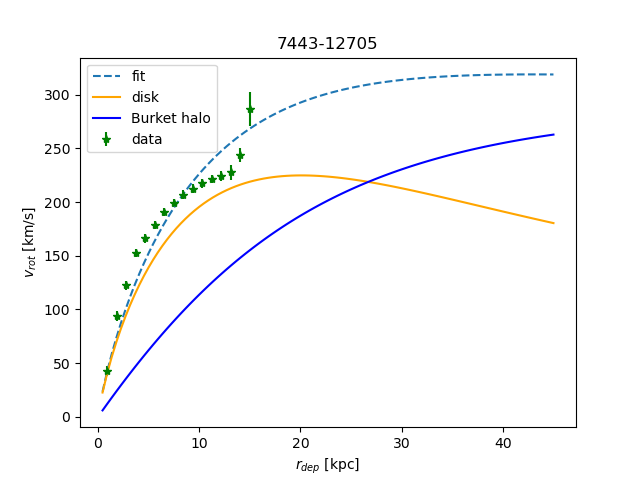 7443-12705
fit
disk
Burket halo
data
300
250
200
150
100
50
0
v_rot [km/s]
0 10 20 30 40
r_dep [kpc]